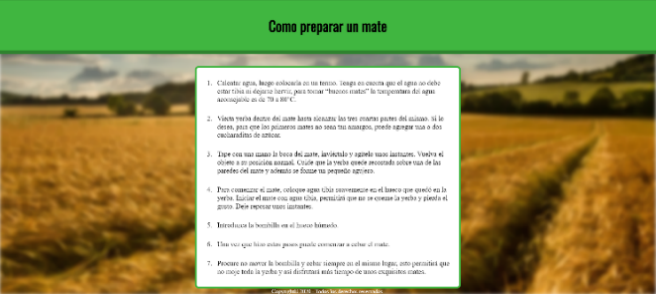 Como preparar un mate
1. Calentar agua, luego colocarla en un termo. Tenga en cuenta que el agua no debe
estar tibia ni dejarse hervir, para tomar "buenos mates" la temperatura del agua
aconsejable es de 70 a 80°C.
2. Vierta yerba dentro del mate hasta alcanzar las tres cuartas partes del mismo. Si lo
desea, para que los primeros mates no sean tan amargos, puede agregar una o dos
cucharaditas de azúcar.
3. Tape con una mano la boca del mate, inviértalo y agítelo unos instantes. Vuelva el
objeto a su posición normal. Cuide que la yerba quede recostada sobre una de las
paredes del mate y además se forme un pequeño agujero.
4. Para comenzar el mate, coloque agua tibia suavemente en el hueco que quedó en la
yerba. Iniciar el mate con agua tibia, permitirá que no se queme la yerba y pierda el
gusto. Deje reposar unos instantes.
5. Introduzca la bombilla en el hueco húmedo.
6. Una vez que hizo estos pasos puede comenzar a cebar el mate.
7. Procure no mover la bombilla y cebar siempre en el mismo lugar, esto permitirá que
no moje toda la yerba y así disfrutará más tiempo de unos exquisitos mates.
Todos los derechos reservados